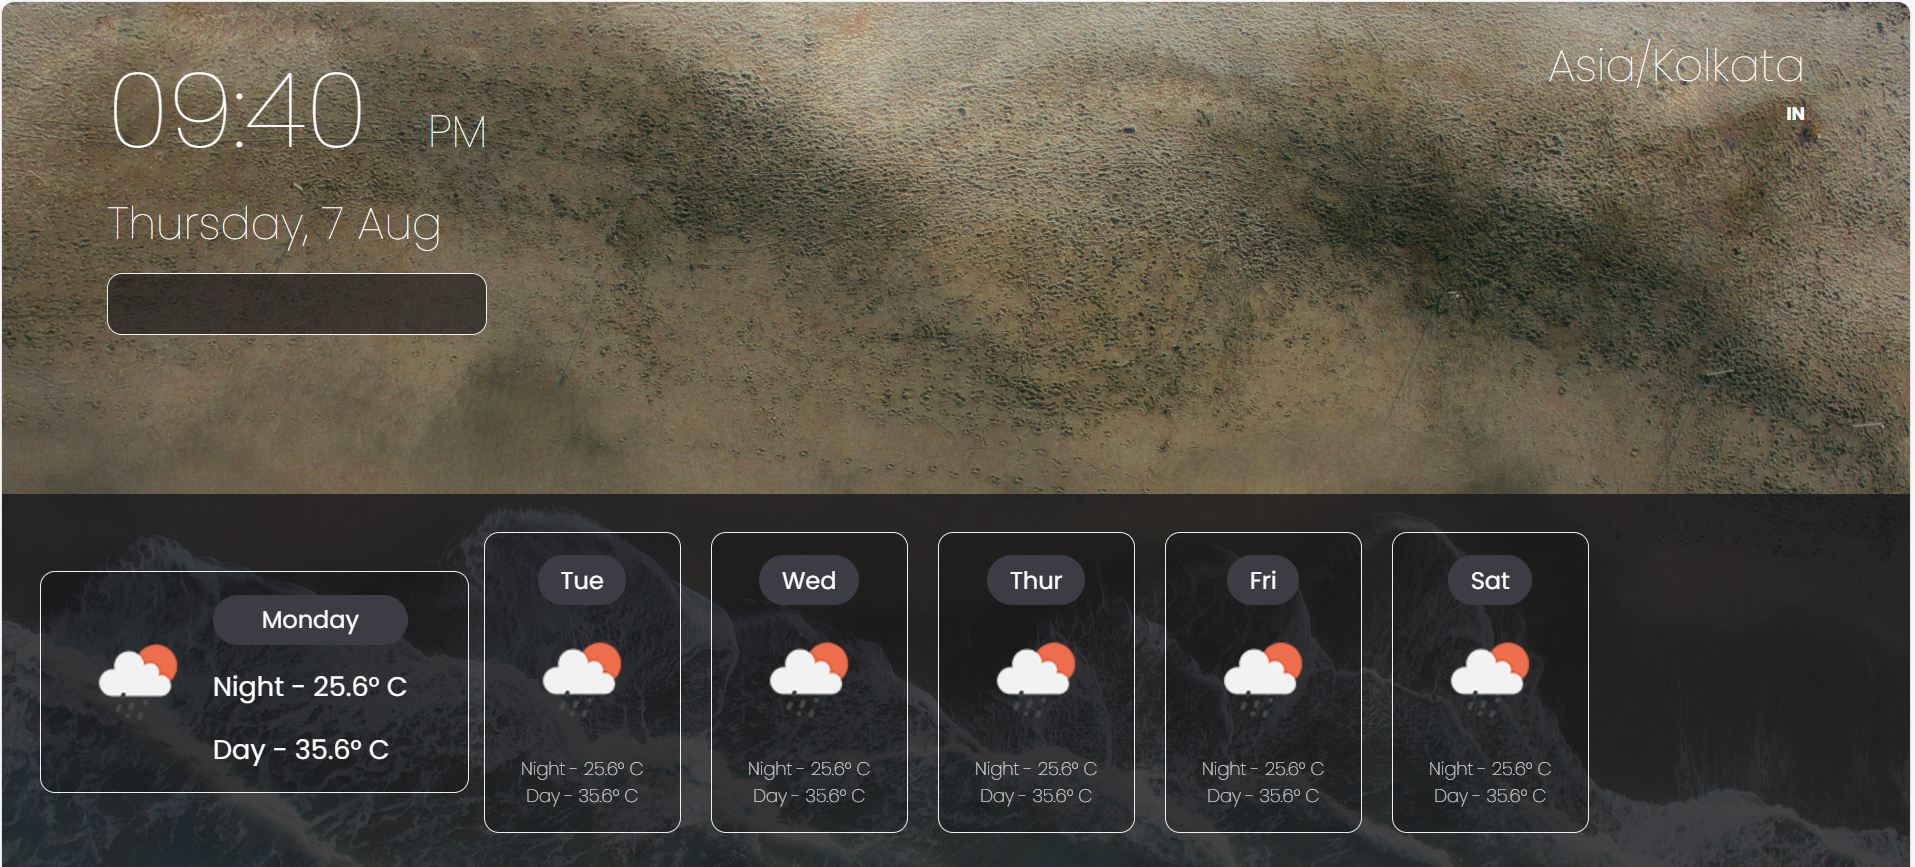 09:40 PM
Asia/Kolkata
IN
Thursday, 7 Aug
Monday
Night - 25.6° C
Day - 35.6° C
Tue
Night - 25.6° C
Day - 35.6° C
Wed
Night - 25.6° C
Day - 35.6° C
Thur
Night - 25.6° C
Day - 35.6° C
Fri
Night - 25.6° C
Day - 35.6° C
Sat
Night - 25.6° C
Day - 35.6° C